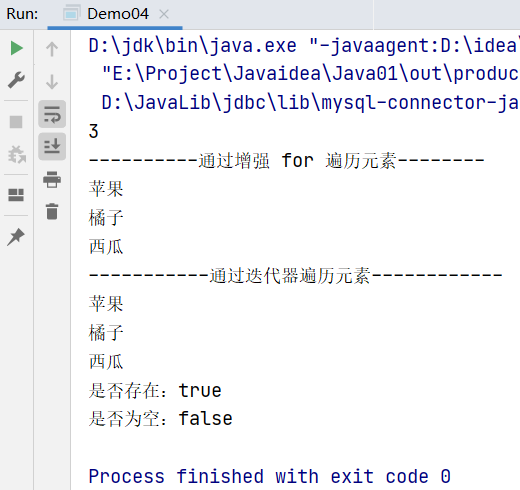 Run: Demo04
D:\jdk\bin\java.exe "-javaagent:D:\idea\
"E:\Project\Javaidea\Java01\out\produc
D:\JavaLib\jdbc\lib\mysql-connector-ja
3
----------通过增强 for 遍历元素--------
苹果
橘子
西瓜
-----------通过迭代器遍历元素------------
苹果
橘子
西瓜
是否存在：true
是否为空：false
Process finished with exit code 0